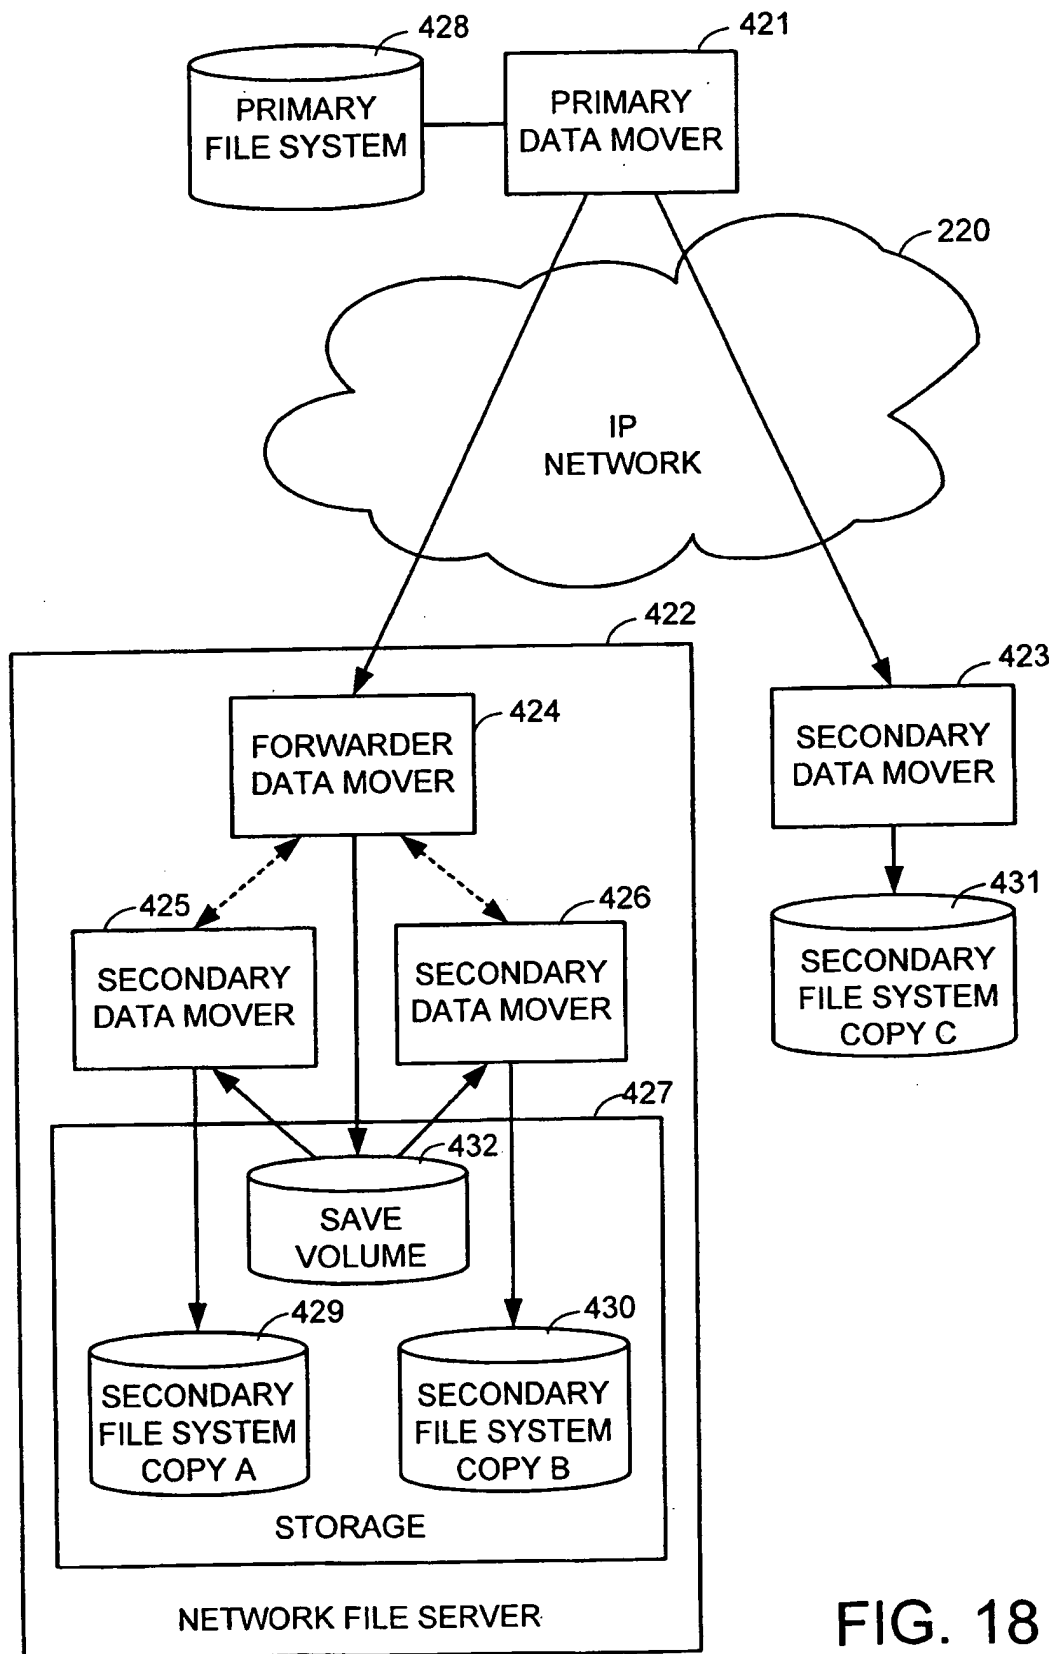 428
421
PRIMARY
FILE SYSTEM
PRIMARY
DATA MOVER
220
IP
NETWORK
422
423
424
FORWARDER
DATA MOVER
SECONDARY
DATA MOVER
425
426
431
SECONDARY
DATA MOVER
SECONDARY
DATA MOVER
SECONDARY
FILE SYSTEM
COPY C
427
432
SAVE
VOLUME
429
430
SECONDARY
FILE SYSTEM
COPY A
SECONDARY
FILE SYSTEM
COPY B
STORAGE
NETWORK FILE SERVER
FIG. 18